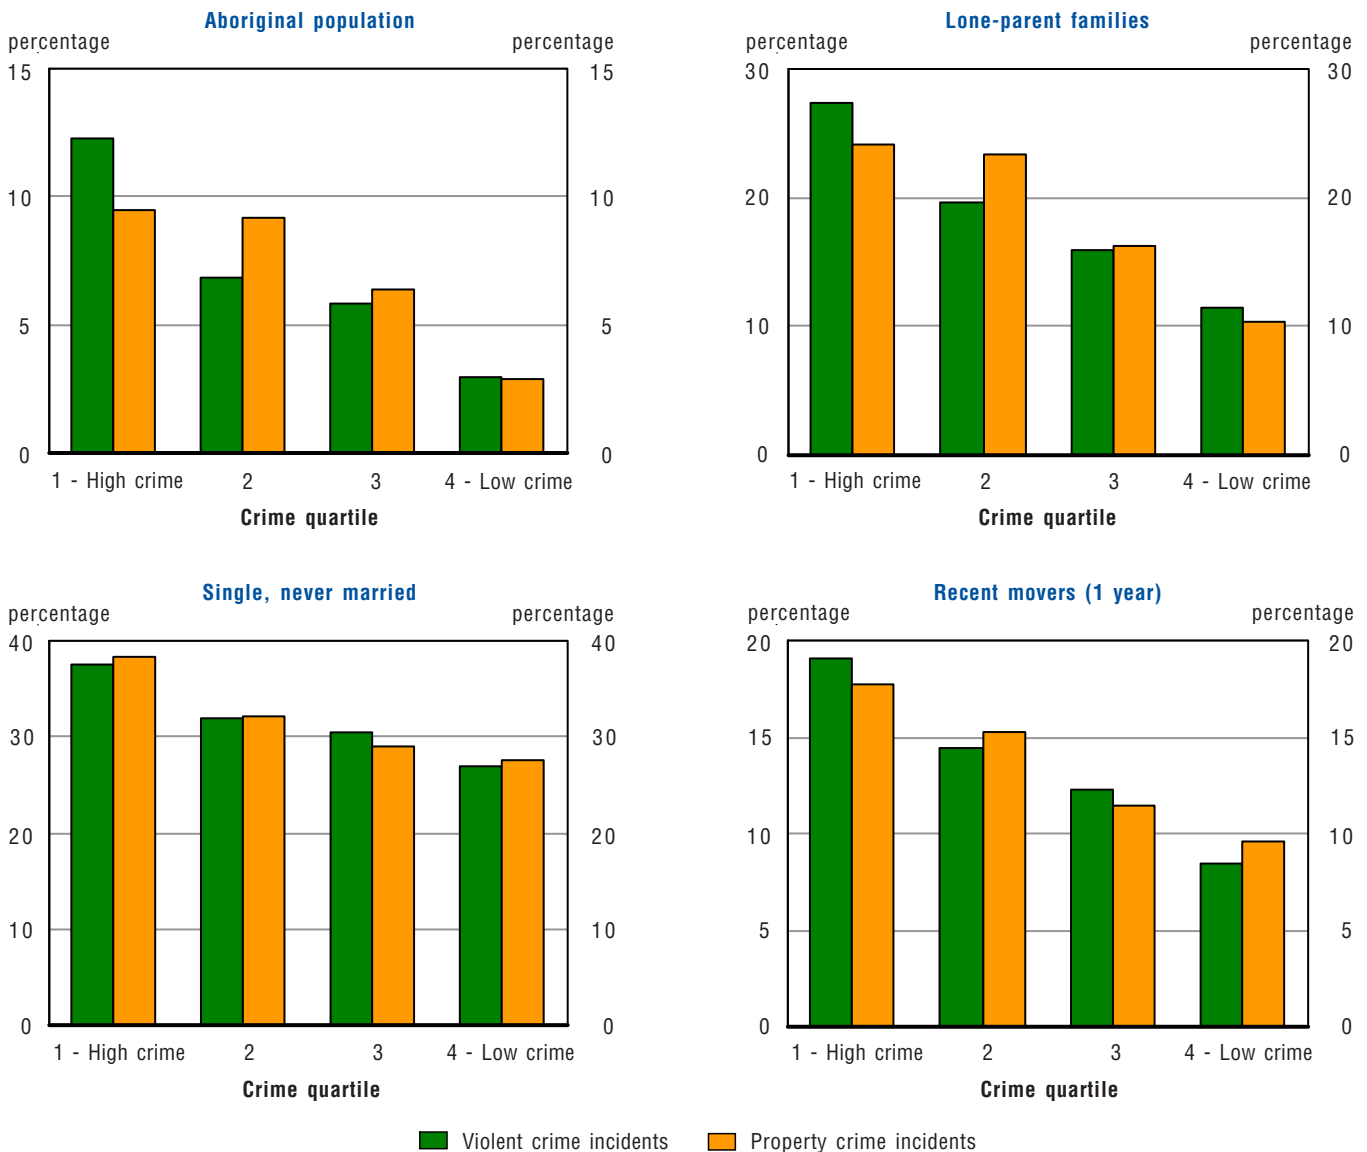 Aboriginal population
percentage percentage
15 15
10 10
5 5
0 0
1 - High crime 2 3 4 - Low crime
Crime quartile
Lone-parent families
percentage percentage
30 30
20 20
10 10
0 0
1 - High crime 2 3 4 - Low crime
Crime quartile
Single, never married
percentage percentage
40 40
30 30
20 20
10 10
0 0
1 - High crime 2 3 4 - Low crime
Crime quartile
Recent movers (1 year)
percentage percentage
20 20
15 15
10 10
5 5
0 0
1 - High crime 2 3 4 - Low crime
Crime quartile
Violent crime incidents Property crime incidents